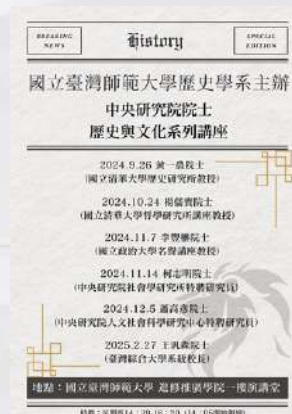 BREAKING
NEWS
History
SPECIAL
EDITION
國立臺灣師範大學歷史學系主辦
中央研究院院士
歷史與文化系列講座
2024.9.26 黃一農院士
(國立清華大學歷史研究所教授)
2024.10.24 楊儒賓院士
(國立清華大學哲學研究所講座教授)
2024.11.7 李豐楙院士
(國立政治大學名譽講座教授)
2024.11.14 柯志明院士
(中央研究院社會學研究所特聘研究員)
2024.12.5 蕭高彥院士
(中央研究院人文社會科學研究中心特聘研究員)
2025.2.27 王汎森院士
(臺灣綜合大學系統校長)
地點：國立臺灣師範大學 進修推廣學院一樓演講堂